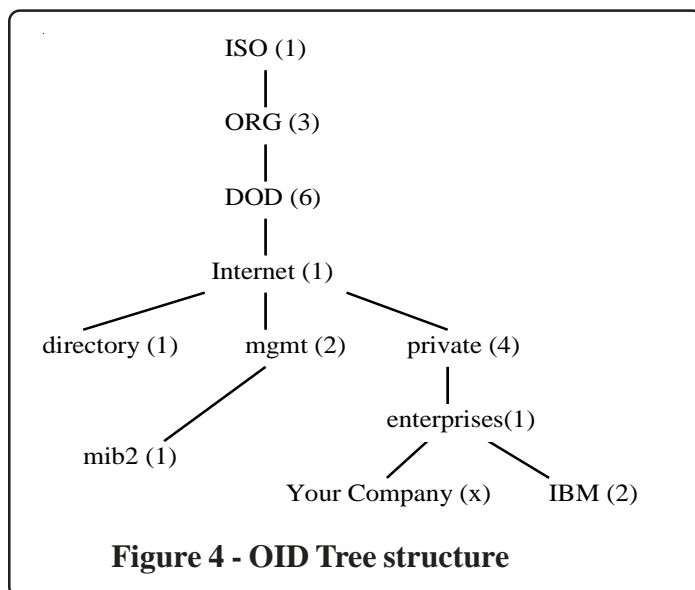 ISO (1)
ORG (3)
DOD (6)
Internet (1)
directory (1) mgmt (2) private (4)
enterprises(1)
mib2 (1)
Your Company (x) IBM (2)
Figure 4 - OID Tree structure